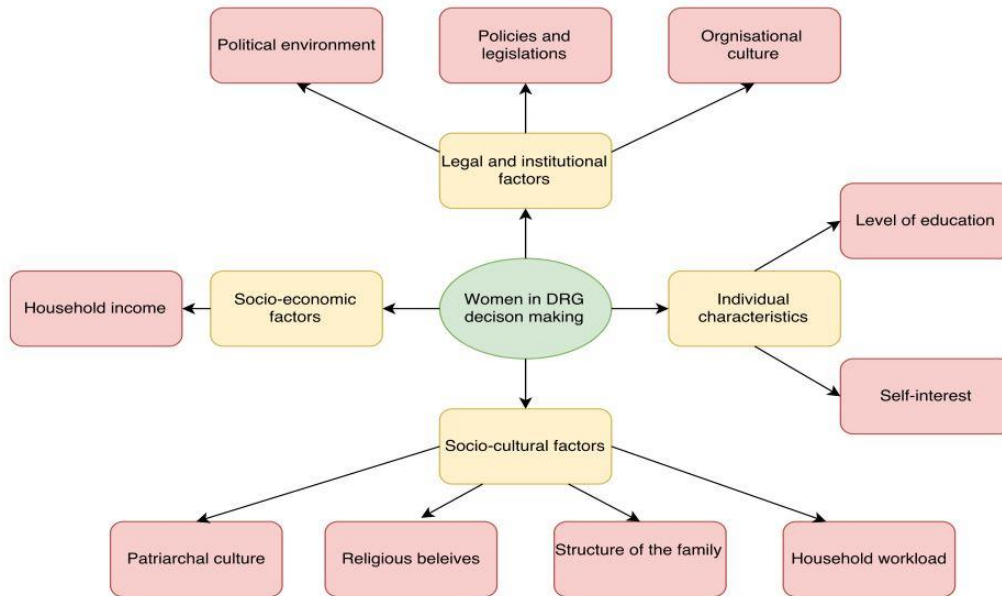 Political environment
Policies and
legislations
Orgnisational
culture
Legal and institutional
factors
Level of education
Household income
Socio-economic
factors
Women in DRG
decison making
Individual
characteristics
Self-interest
Socio-cultural factors
Patriarchal culture
Religious beleives
Structure of the family
Household workload